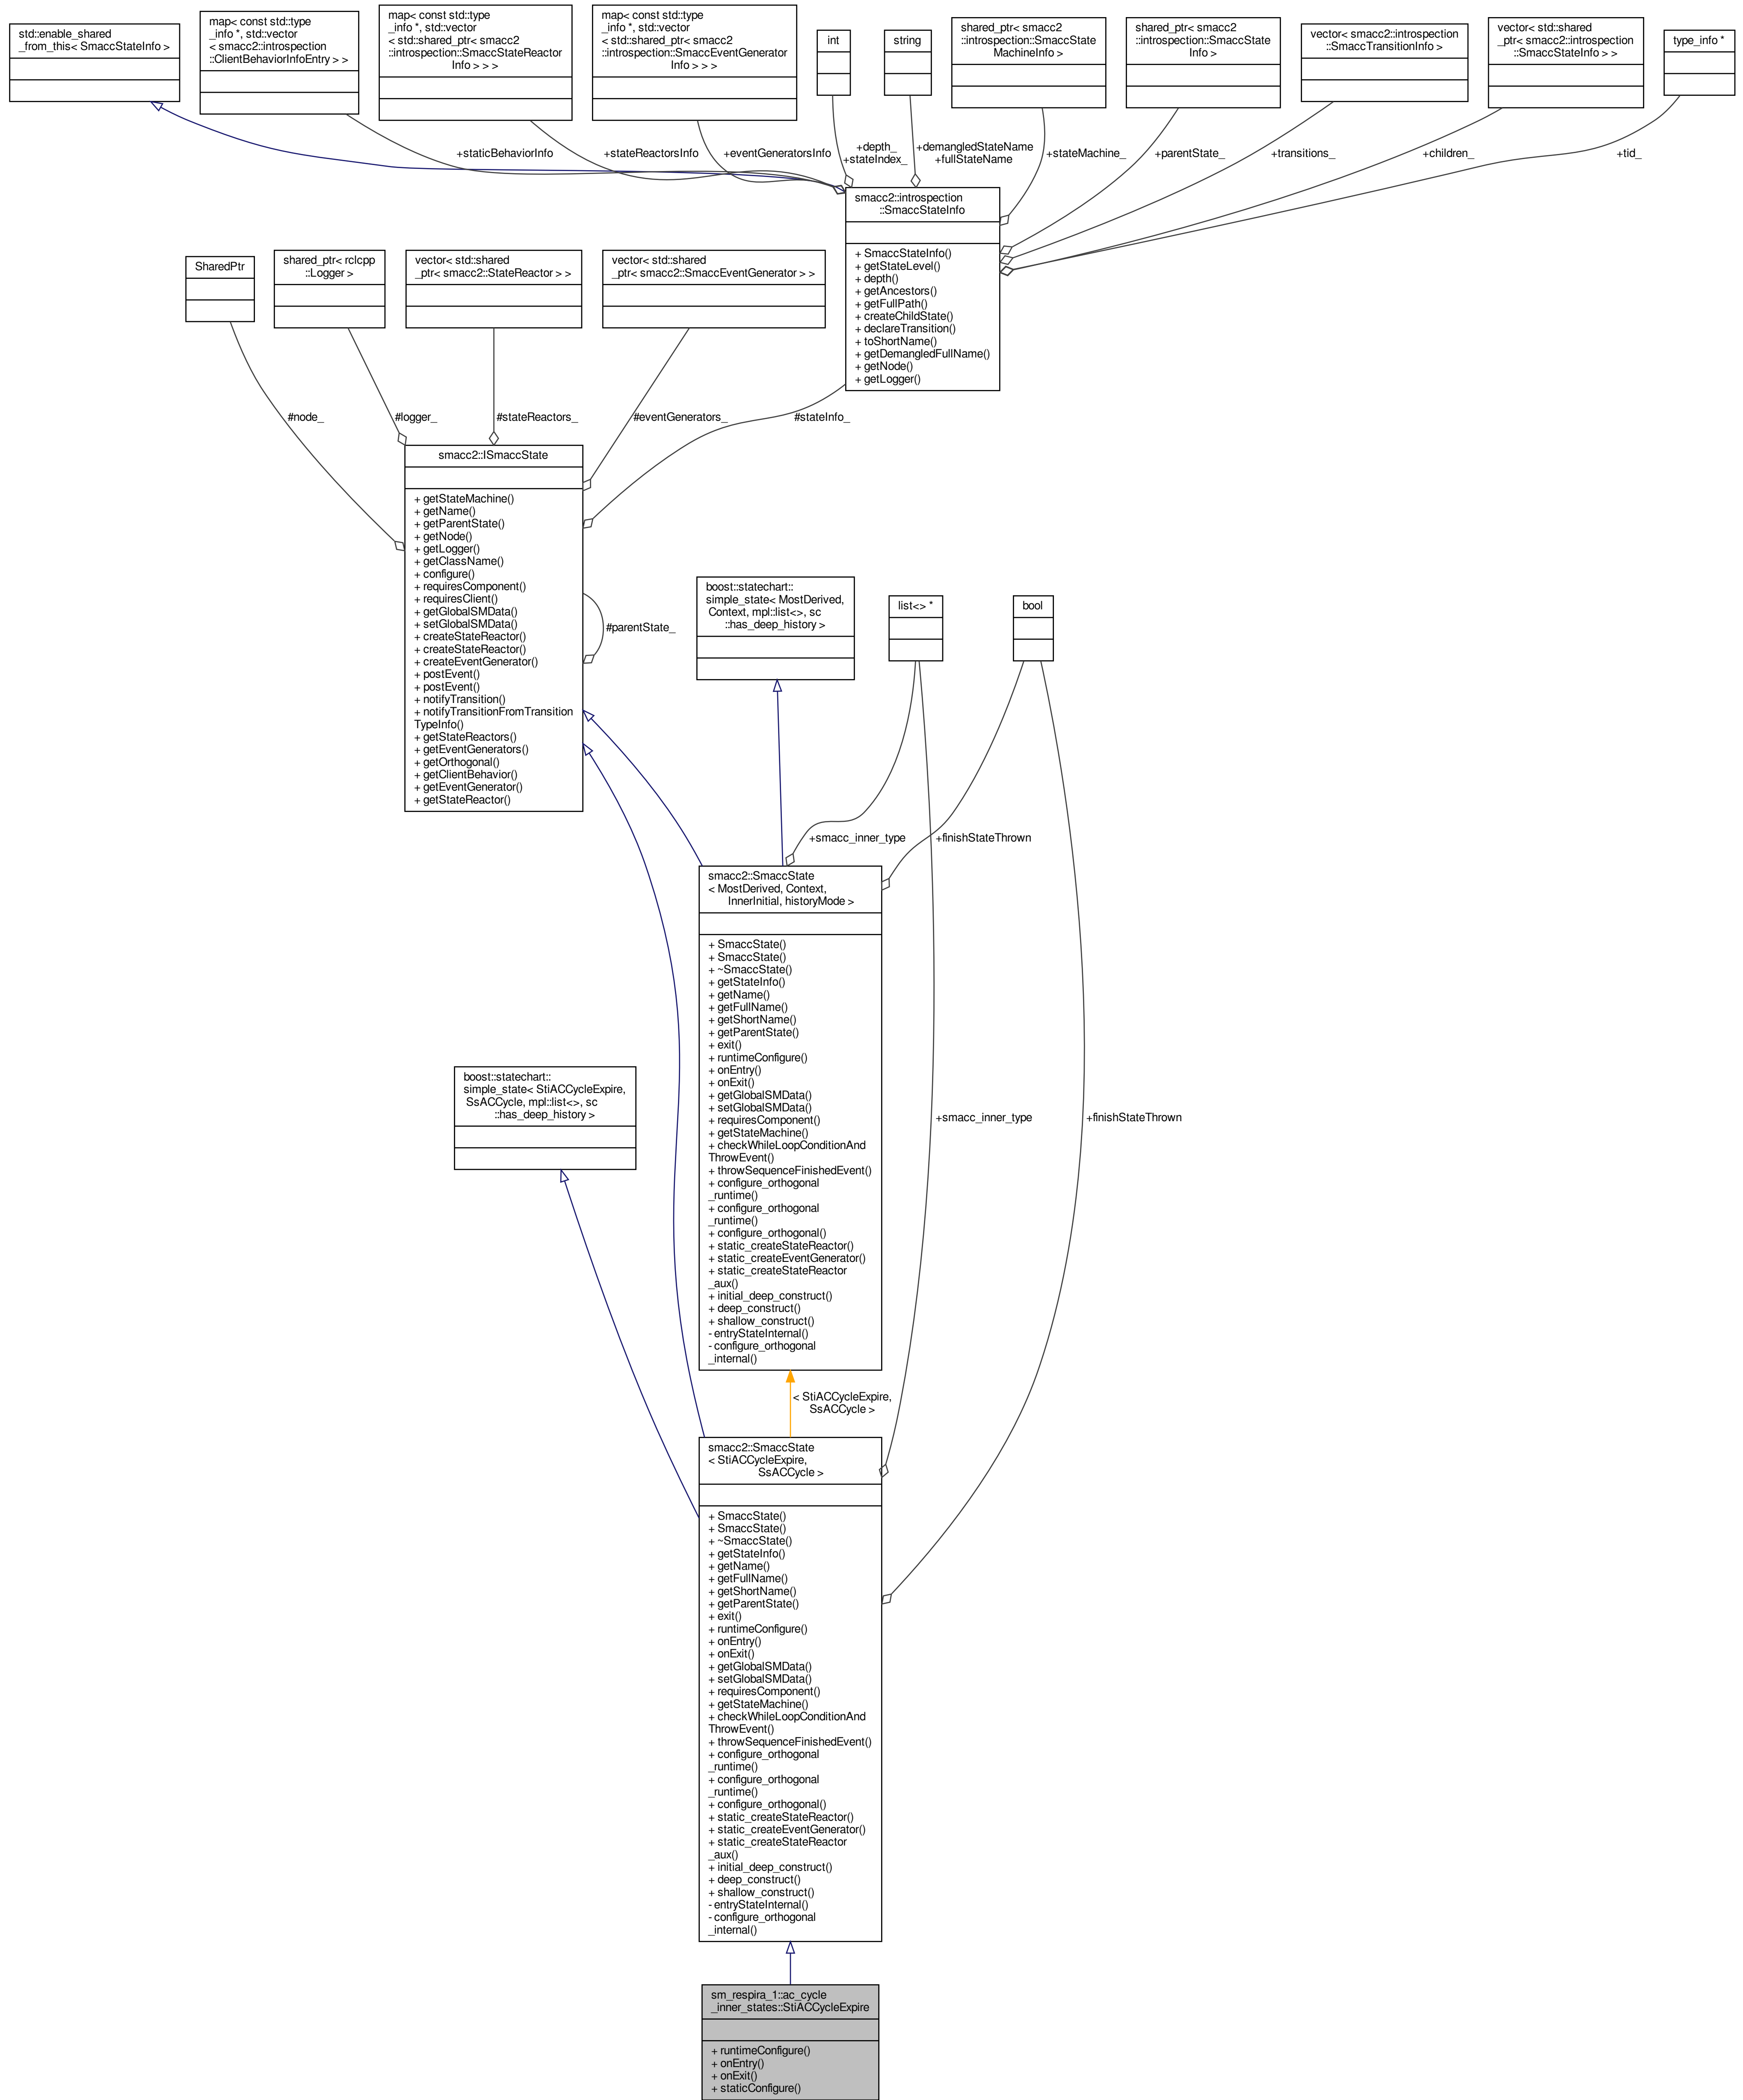 std::enable_shared
_from_this< SmaccStateInfo >
map< const std::type
_info *, std::vector
< smacc2::introspection
::ClientBehaviorInfoEntry > >
map< const std::type
_info *, std::vector
< std::shared_ptr< smacc2
::introspection::SmaccStateReactor
Info > > >
map< const std::type
_info *, std::vector
< std::shared_ptr< smacc2
::introspection::SmaccEventGenerator
Info > > >
int
string
shared_ptr< smacc2
::introspection::SmaccState
MachineInfo >
shared_ptr< smacc2
::introspection::SmaccState
Info >
vector< smacc2::introspection
::SmaccTransitionInfo >
vector< std::shared
_ptr< smacc2::introspection
::SmaccStateInfo > >
type_info *
+staticBehaviorInfo
+stateReactorsInfo
+eventGeneratorsInfo
+depth_
+stateIndex_
+demangledStateName
+fullStateName
+stateMachine_
+parentState_
+transitions_
+children_
+tid_
smacc2::introspection
::SmaccStateInfo
+ SmaccStateInfo()
+ getStateLevel()
+ depth()
+ getAncestors()
+ getFullPath()
+ createChildState()
+ declareTransition()
+ toShortName()
+ getDemangledFullName()
+ getNode()
+ getLogger()
SharedPtr
shared_ptr< rclcpp
::Logger >
vector< std::shared
_ptr< smacc2::StateReactor > >
vector< std::shared
_ptr< smacc2::SmaccEventGenerator > >
#node_
#logger_
#stateReactors_
#eventGenerators_
#stateInfo_
smacc2::ISmaccState
+ getStateMachine()
+ getName()
+ getParentState()
+ getNode()
+ getLogger()
+ getClassName()
+ configure()
+ requiresComponent()
+ requiresClient()
+ getGlobalSMData()
+ setGlobalSMData()
+ createStateReactor()
+ createStateReactor()
+ createEventGenerator()
+ postEvent()
+ postEvent()
+ notifyTransition()
+ notifyTransitionFromTransition
TypeInfo()
+ getStateReactors()
+ getEventGenerators()
+ getOrthogonal()
+ getClientBehavior()
+ getEventGenerator()
+ getStateReactor()
#parentState_
boost::statechart::
simple_state< MostDerived,
Context, mpl::list<>, sc
::has_deep_history >
list<> *
bool
+smacc_inner_type
+finishStateThrown
smacc2::SmaccState
< MostDerived, Context,
InnerInitial, historyMode >
+ SmaccState()
+ SmaccState()
+ ~SmaccState()
+ getStateInfo()
+ getName()
+ getFullName()
+ getShortName()
+ getParentState()
+ exit()
+ runtimeConfigure()
+ onEntry()
+ onExit()
+ getGlobalSMData()
+ setGlobalSMData()
+ requiresComponent()
+ getStateMachine()
+ checkWhileLoopConditionAnd
ThrowEvent()
+ throwSequenceFinishedEvent()
+ configure_orthogonal
_runtime()
+ configure_orthogonal
_runtime()
+ configure_orthogonal()
+ static_createStateReactor()
+ static_createEventGenerator()
+ static_createStateReactor
_aux()
+ initial_deep_construct()
+ deep_construct()
+ shallow_construct()
- entryStateInternal()
- configure_orthogonal
_internal()
boost::statechart::
simple_state< StiACCycleExpire,
SsACCycle, mpl::list<>, sc
::has_deep_history >
+smacc_inner_type
+finishStateThrown
< StiACCycleExpire,
SsACCycle >
smacc2::SmaccState
< StiACCycleExpire,
SsACCycle >
+ SmaccState()
+ SmaccState()
+ ~SmaccState()
+ getStateInfo()
+ getName()
+ getFullName()
+ getShortName()
+ getParentState()
+ exit()
+ runtimeConfigure()
+ onEntry()
+ onExit()
+ getGlobalSMData()
+ setGlobalSMData()
+ requiresComponent()
+ getStateMachine()
+ checkWhileLoopConditionAnd
ThrowEvent()
+ throwSequenceFinishedEvent()
+ configure_orthogonal
_runtime()
+ configure_orthogonal
_runtime()
+ configure_orthogonal()
+ static_createStateReactor()
+ static_createEventGenerator()
+ static_createStateReactor
_aux()
+ initial_deep_construct()
+ deep_construct()
+ shallow_construct()
- entryStateInternal()
- configure_orthogonal
_internal()
sm_respira_1::ac_cycle
_inner_states::StiACCycleExpire
+ runtimeConfigure()
+ onEntry()
+ onExit()
+ staticConfigure()